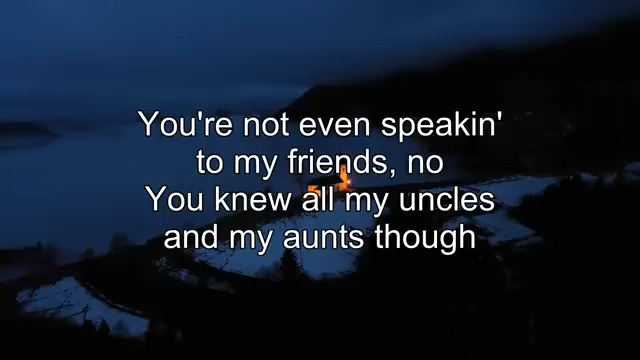 You're not even speakin'
to my friends, no
You knew all my uncles
and my aunts though